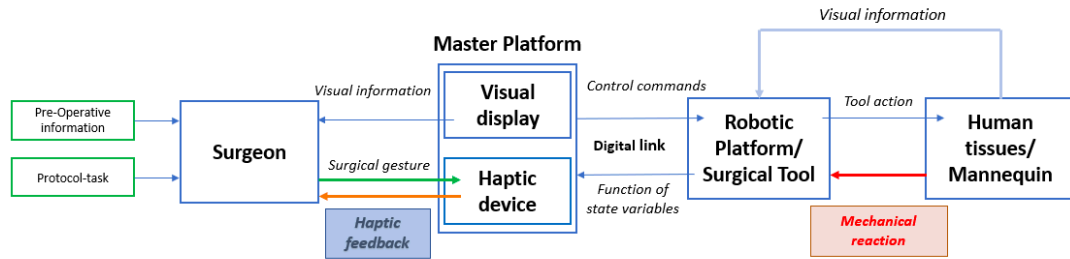 Visual information
Master Platform
Pre-Operative
information
Protocol-task
Surgeon
Visual information
Surgical gesture
Haptic
feedback
Visual
display
Haptic
device
Control commands
Digital link
Function of
state variables
Robotic
Platform/
Surgical Tool
Tool action
Mechanical
reaction
Human
tissues/
Mannequin